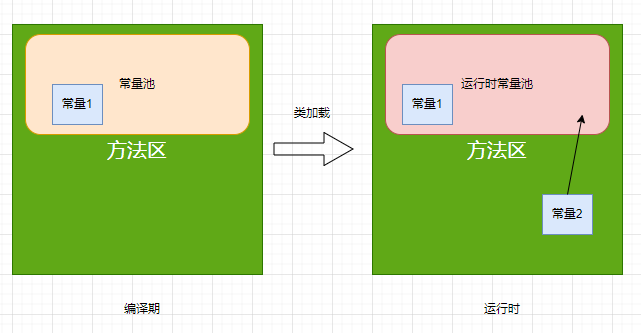 常量池
常量1
方法区
编译期
类加载
运行时常量池
常量1
方法区
常量2
运行时